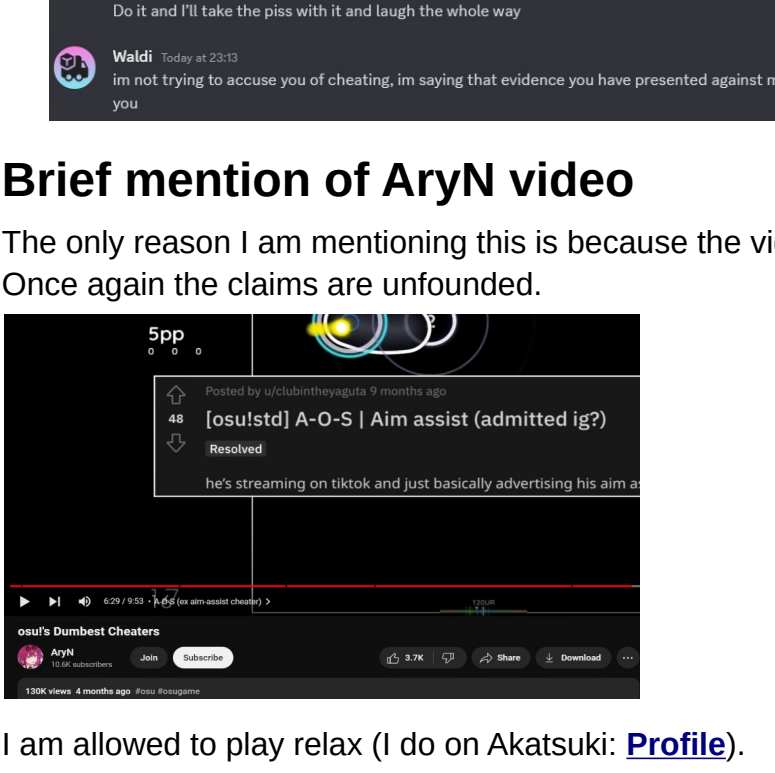 Do it and I'll take the piss with it and laugh the whole way
Waldi Today at 23:13
im not trying to accuse you of cheating, im saying that evidence you have presented against
you
Brief mention of AryN video
The only reason I am mentioning this is because the
Once again the claims are unfounded.
5pp
0 0 0
Posted by u/clubintheyaguta 9 months ago
48
[osu!std] A-O-S | Aim assist (admitted ig?)
Resolved
he's streaming on tiktok and just basically advertising his aim
6:29 / 9:53 • A-O-S (ex aim-assist cheater) >
120UR
osu!'s Dumbest Cheaters
AryN
10.6K subscribers
Join
Subscribe
3.7K
Share
Download
130K views 4 months ago #osu #osugame
I am allowed to play relax (I do on Akatsuki: Profile).